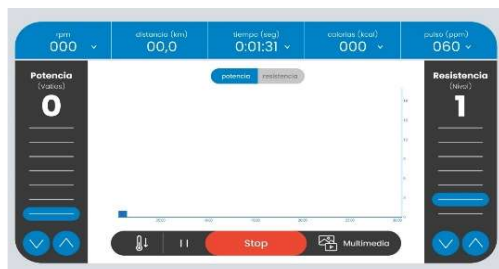 rpm
000
distancia (km)
00,0
tiempo (seg)
0:01:31
calorías (kcal)
000
pulso (ppm)
060
Potencia
(Vatios)
0
potencia
resistencia
Resistencia
(Nivel)
1
Stop
Multimedia